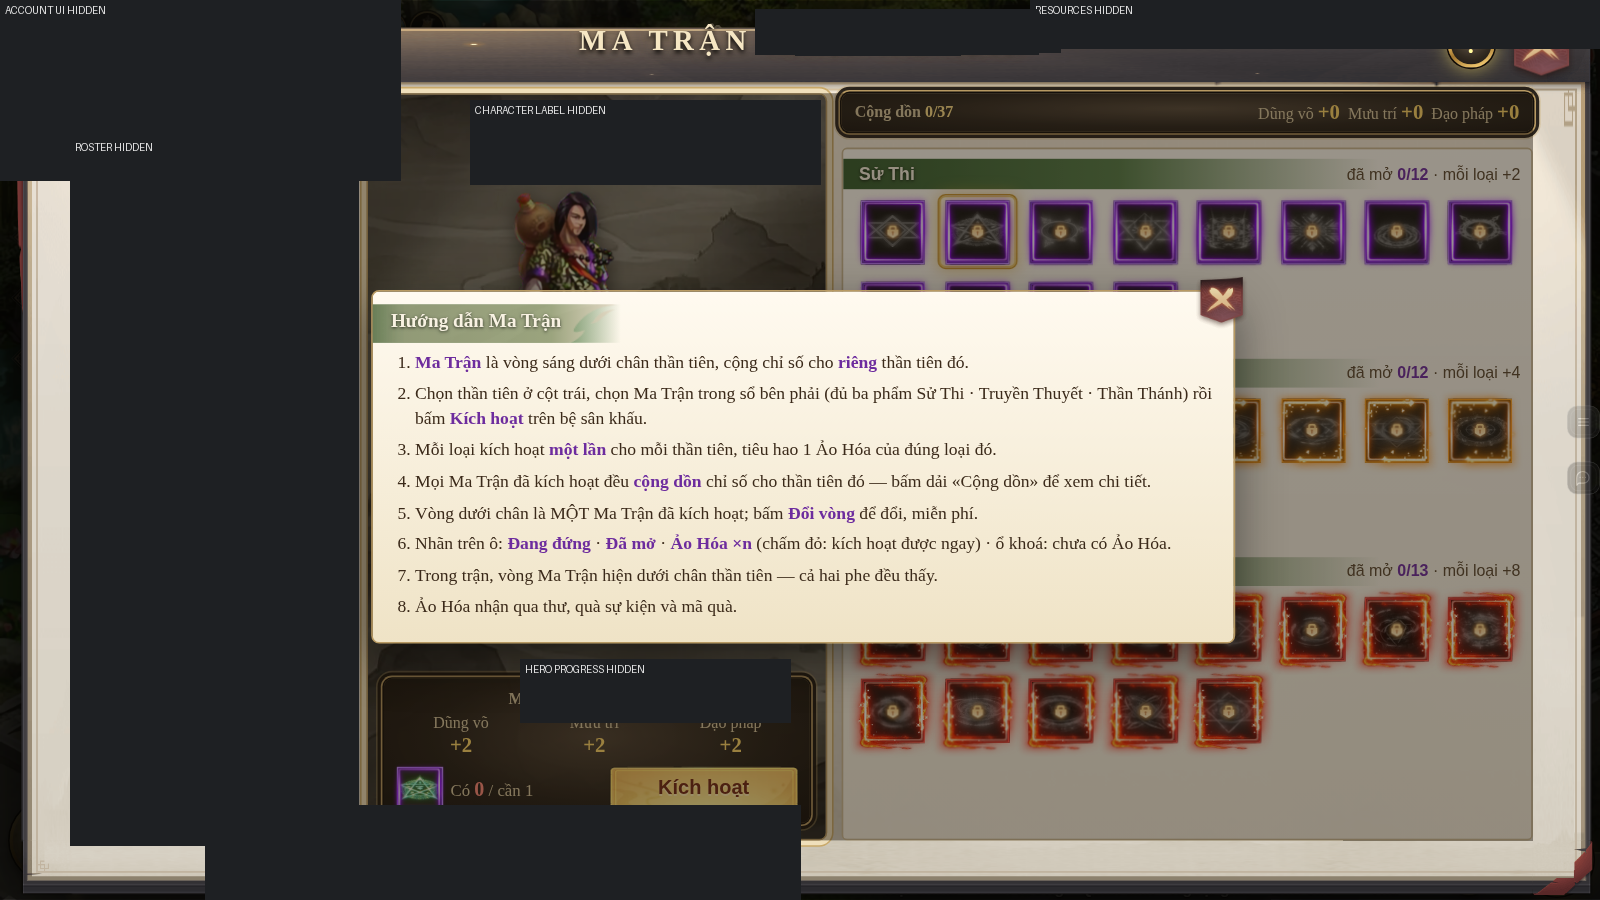 ACCOUNT UI HIDDEN
RESOURCES HIDDEN
MA TRẬN
CHARACTER LABEL HIDDEN
Cộng dồn 0/37
Dũng võ +0 Mưu trí +0 Đạo pháp +0
ROSTER HIDDEN
Sử Thi
đã mở 0/12 · mỗi loại +2
Hướng dẫn Ma Trận
1. Ma Trận là vòng sáng dưới chân thần tiên, cộng chỉ số cho riêng thần tiên đó.
đã mở 0/12 · mỗi loại +4
2. Chọn thần tiên ở cột trái, chọn Ma Trận trong sổ bên phải (đủ ba phẩm Sử Thi · Truyền Thuyết · Thần Thánh) rồi
bấm Kích hoạt trên bệ sân khấu.
3. Mỗi loại kích hoạt một lần cho mỗi thần tiên, tiêu hao 1 Ảo Hóa của đúng loại đó.
4. Mọi Ma Trận đã kích hoạt đều cộng dồn chỉ số cho thần tiên đó — bấm dải «Cộng dồn» để xem chi tiết.
5. Vòng dưới chân là MỘT Ma Trận đã kích hoạt; bấm Đổi vòng để đổi, miễn phí.
6. Nhãn trên ô: Đang đứng · Đã mở · Ảo Hóa ×n (chấm đỏ: kích hoạt được ngay) · ổ khoá: chưa có Ảo Hóa.
đã mở 0/13 · mỗi loại +8
7. Trong trận, vòng Ma Trận hiện dưới chân thần tiên — cả hai phe đều thấy.
8. Ảo Hóa nhận qua thư, quà sự kiện và mã quà.
HERO PROGRESS HIDDEN
Dũng võ Mưu trí Đạo pháp
+2 +2 +2
Có 0 / cần 1
Kích hoạt